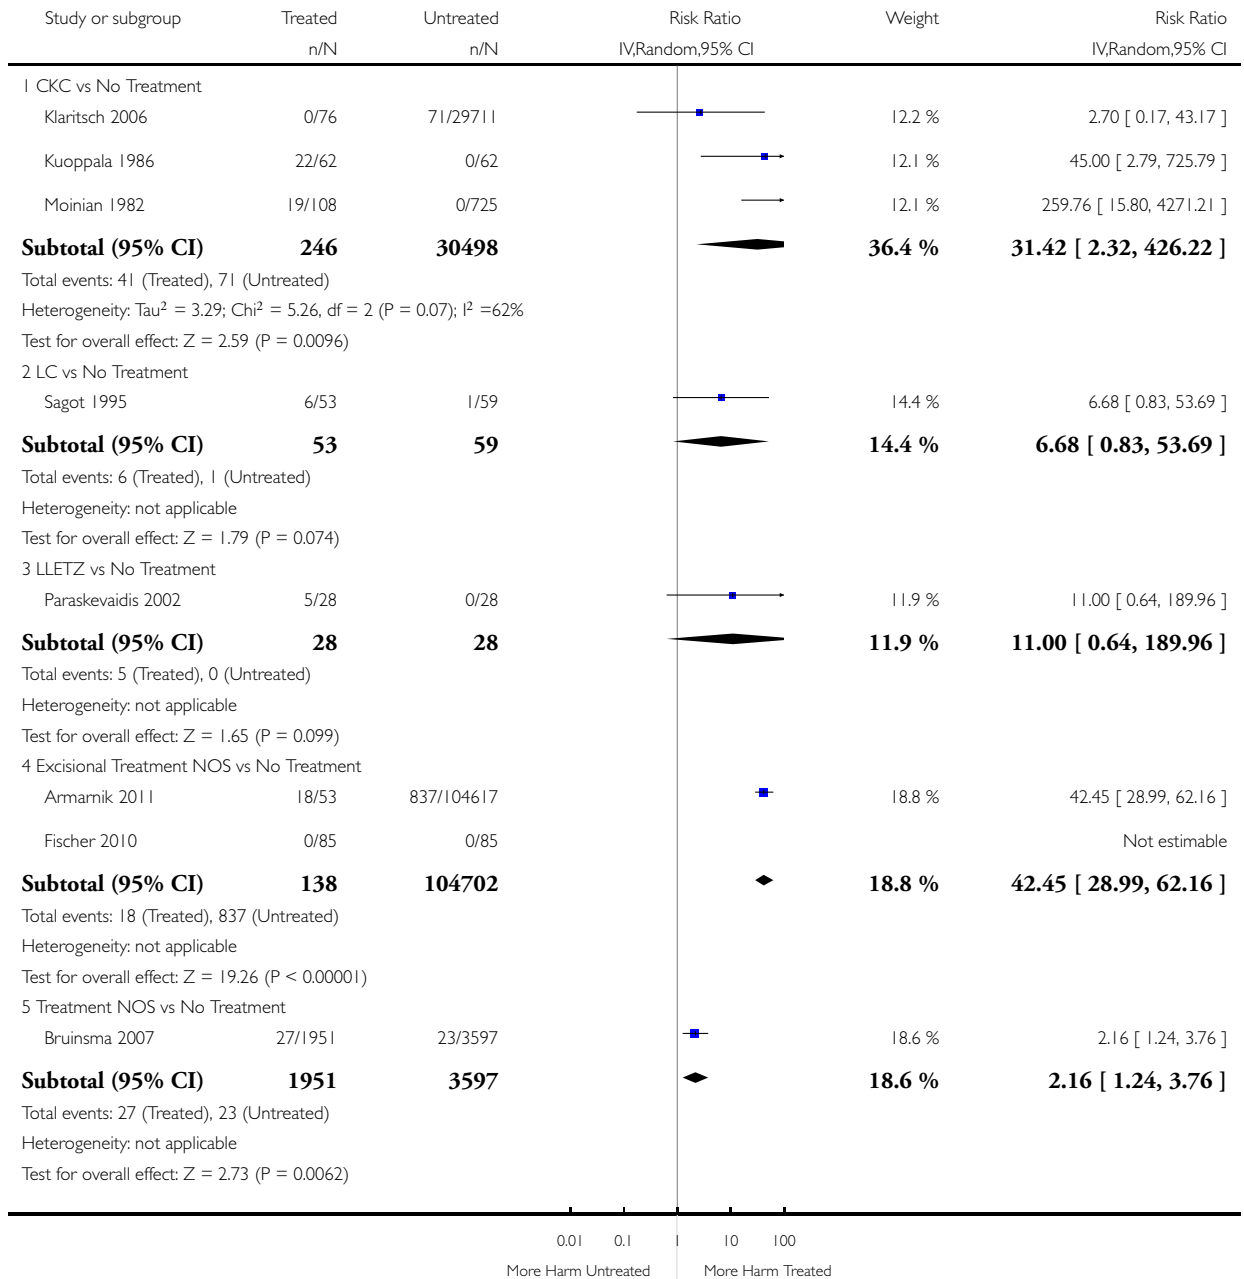 Study or subgroup Treated Untreated Risk Ratio Weight Risk Ratio
n/N n/N IV,Random,95% CI IV,Random,95% CI
1 CKC vs No Treatment
Klaritsch 2006 0/76 71/29711 12.2 % 2.70 [ 0.17, 43.17 ]
Kuoppala 1986 22/62 0/62 12.1 % 45.00 [ 2.79, 725.79 ]
Moinian 1982 19/108 0/725 12.1 % 259.76 [ 15.80, 4271.21 ]
Subtotal (95% CI) 246 30498 36.4 % 31.42 [ 2.32, 426.22 ]
Total events: 41 (Treated), 71 (Untreated)
Heterogeneity: Tau² = 3.29; Chi² = 5.26, df = 2 (P = 0.07); I² =62%
Test for overall effect: Z = 2.59 (P = 0.0096)
2 LC vs No Treatment
Sagot 1995 6/53 1/59 14.4 % 6.68 [ 0.83, 53.69 ]
Subtotal (95% CI) 53 59 14.4 % 6.68 [ 0.83, 53.69 ]
Total events: 6 (Treated), 1 (Untreated)
Heterogeneity: not applicable
Test for overall effect: Z = 1.79 (P = 0.074)
3 LLETZ vs No Treatment
Paraskevaidis 2002 5/28 0/28 11.9 % 11.00 [ 0.64, 189.96 ]
Subtotal (95% CI) 28 28 11.9 % 11.00 [ 0.64, 189.96 ]
Total events: 5 (Treated), 0 (Untreated)
Heterogeneity: not applicable
Test for overall effect: Z = 1.65 (P = 0.099)
4 Excisional Treatment NOS vs No Treatment
Armarnik 2011 18/53 837/104617 18.8 % 42.45 [ 28.99, 62.16 ]
Fischer 2010 0/85 0/85 Not estimable
Subtotal (95% CI) 138 104702 18.8 % 42.45 [ 28.99, 62.16 ]
Total events: 18 (Treated), 837 (Untreated)
Heterogeneity: not applicable
Test for overall effect: Z = 19.26 (P < 0.00001)
5 Treatment NOS vs No Treatment
Bruinsma 2007 27/1951 23/3597 18.6 % 2.16 [ 1.24, 3.76 ]
Subtotal (95% CI) 1951 3597 18.6 % 2.16 [ 1.24, 3.76 ]
Total events: 27 (Treated), 23 (Untreated)
Heterogeneity: not applicable
Test for overall effect: Z = 2.73 (P = 0.0062)
0.01 0.1 1 10 100
More Harm Untreated More Harm Treated